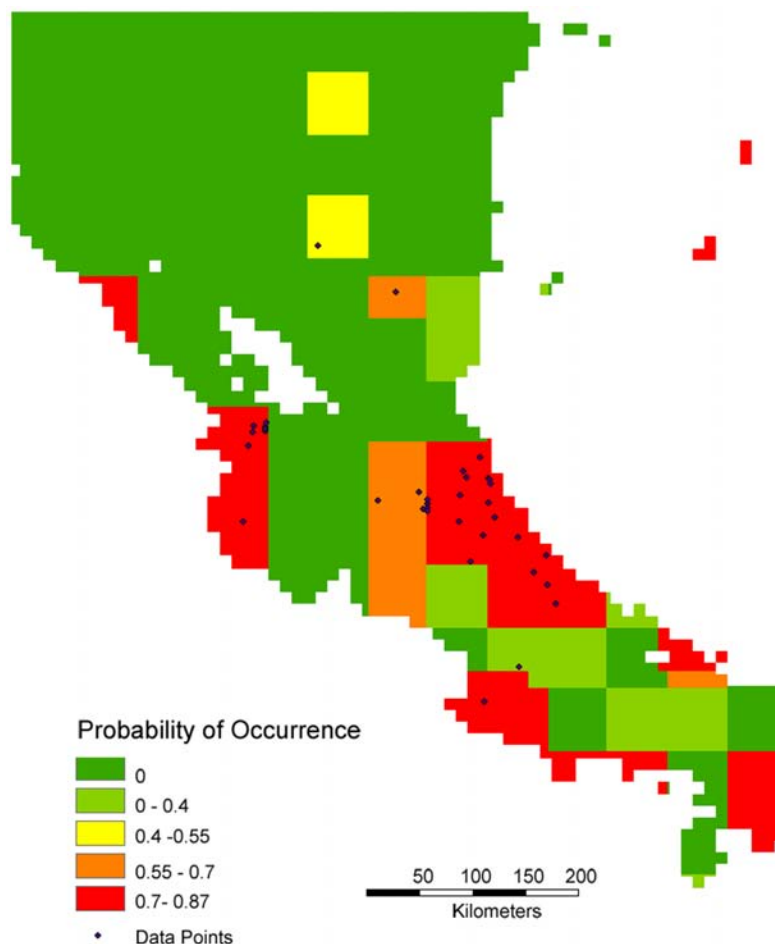 Probability of Occurrence
0
0 - 0.4
0.4 -0.55
0.55 - 0.7
0.7- 0.87
Data Points
50 100 150 200
Kilometers